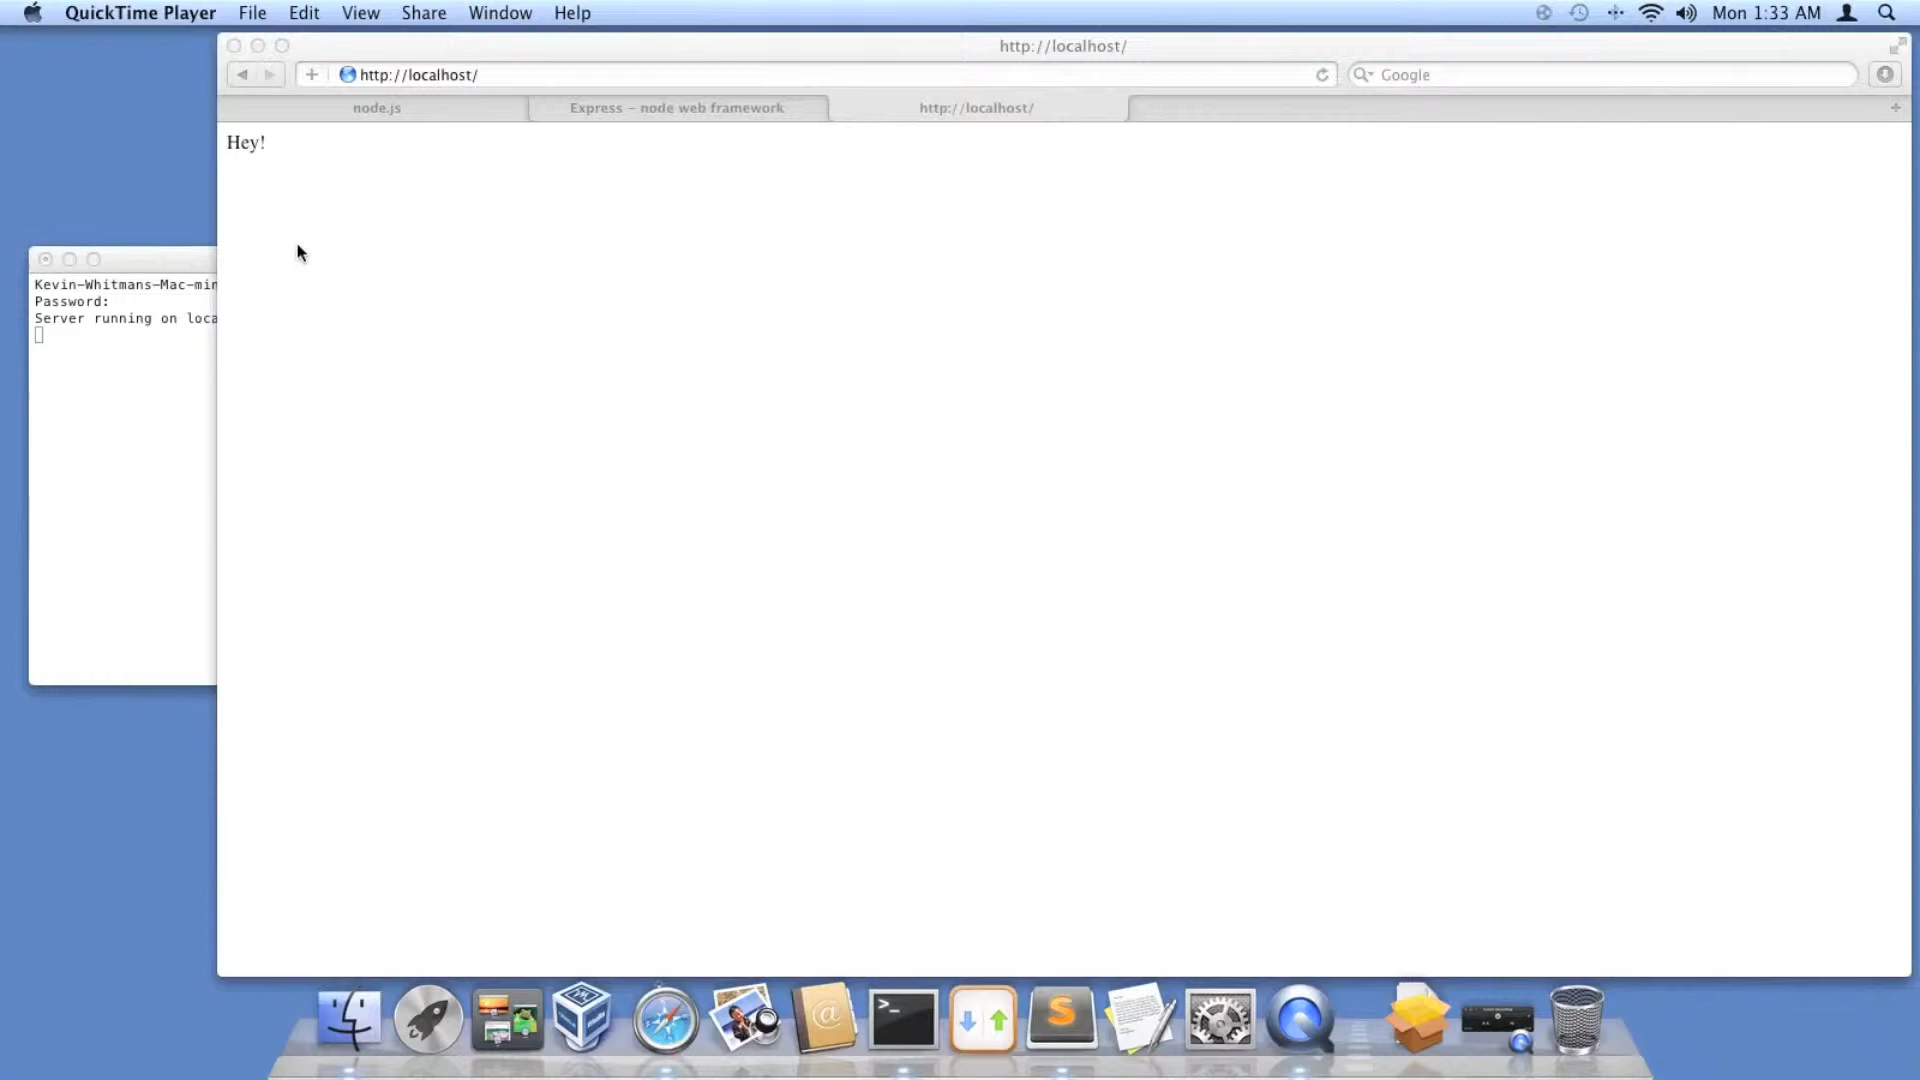 QuickTime Player File Edit View Share Window Help Mon 1:33 AM
http://localhost/
http://localhost/ Google
node.js Express – node web framework http://localhost/
Hey!
Kevin-Whitmans-Mac-min
Password:
Server running on loca